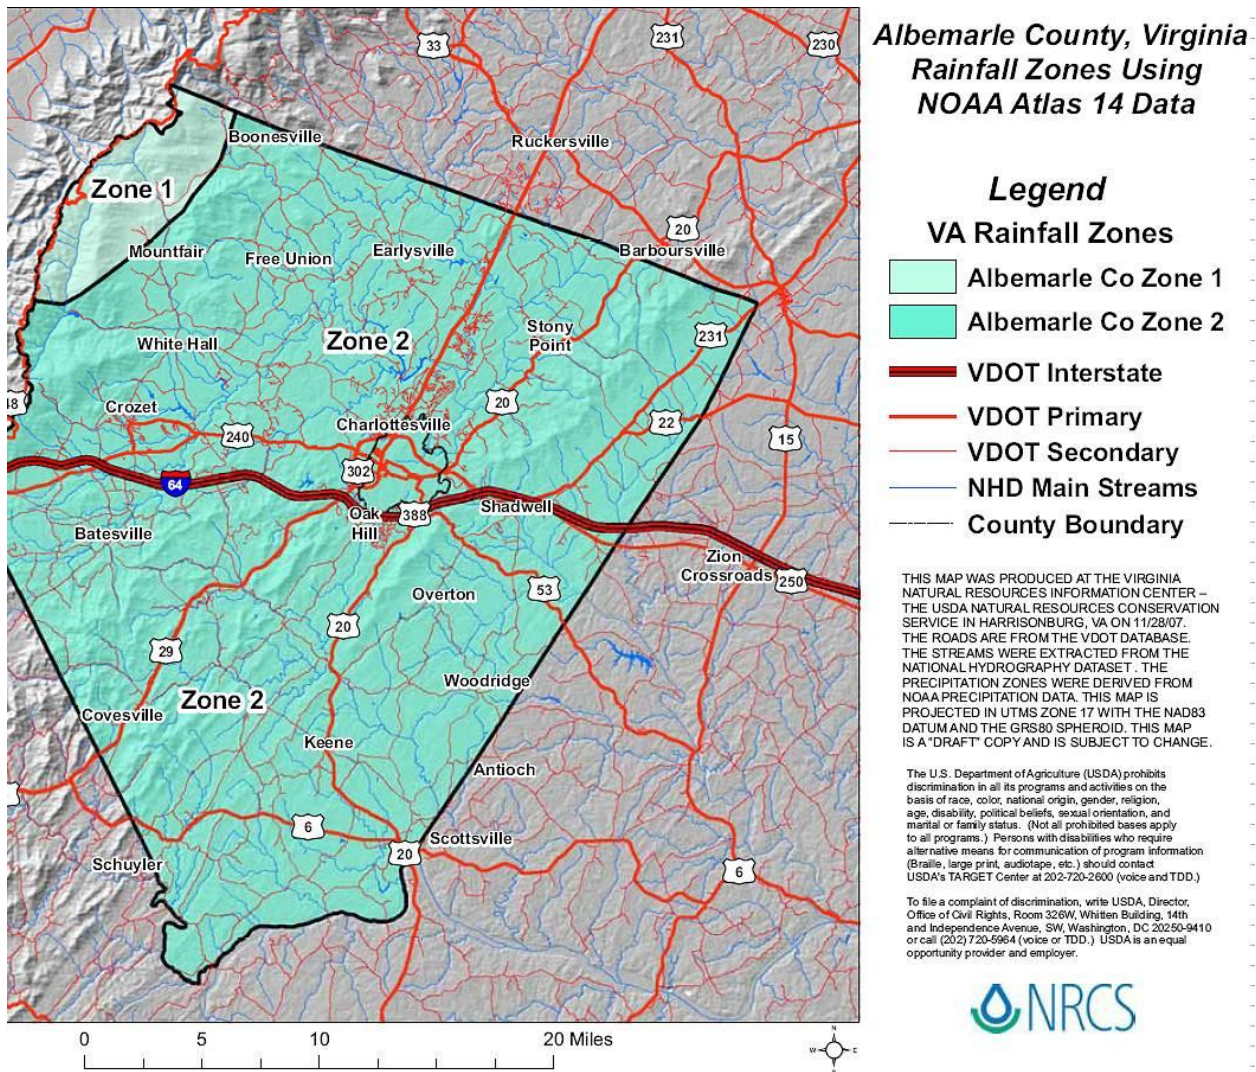 Albemarle County, Virginia
Rainfall Zones Using
NOAA Atlas 14 Data
Legend
VA Rainfall Zones
Albemarle Co Zone 1
Albemarle Co Zone 2
VDOT Interstate
VDOT Primary
VDOT Secondary
NHD Main Streams
County Boundary
THIS MAP WAS PRODUCED AT THE VIRGINIA
NATURAL RESOURCES INFORMATION CENTER –
THE USDA NATURAL RESOURCES CONSERVATION
SERVICE IN HARRISONBURG, VA ON 11/28/07.
THE ROADS ARE FROM THE VDOT DATABASE.
THE STREAMS WERE EXTRACTED FROM THE
NATIONAL HYDROGRAPHY DATASET . THE
PRECIPITATION ZONES WERE DERIVED FROM
NOAA PRECIPITATION DATA. THIS MAP IS
PROJECTED IN UTMS ZONE 17 WITH THE NAD83
DATUM AND THE GRS80 SPHEROID. THIS MAP
IS A "DRAFT" COPY AND IS SUBJECT TO CHANGE.
The U.S. Department of Agriculture (USDA) prohibits
discrimination in all its programs and activities on the
basis of race, color, national origin, gender, religion,
age, disability, political beliefs, sexual orientation, and
marital or family status. (Not all prohibited bases apply
to all programs.) Persons with disabilities who require
alternative means for communication of program information
(Braille, large print, audiotape, etc.) should contact
USDA's TARGET Center at 202-720-2600 (voice and TDD.)
To file a complaint of discrimination, write USDA, Director,
Office of Civil Rights, Room 326W, Whitten Building, 14th
and Independence Avenue, SW, Washington, DC 20250-9410
or call (202) 720-5964 (voice or TDD.) USDA is an equal
opportunity provider and employer.
NRCS
33
231
230
Boonesville
Ruckersville
Zone 1
20
Mountfair
Free Union
Earlysville
Barboursville
Stony
Point
231
White Hall
Zone 2
48
Crozet
20
Charlottesville
22
240
15
302
64
Oak
Hill
388
Shadwell
Batesville
Zion
Crossroads
250
53
Overton
20
29
Woodridge
Zone 2
Covesville
Keene
Antioch
6
Scottsville
20
Schuyler
6
0 5 10 20 Miles
N
W E